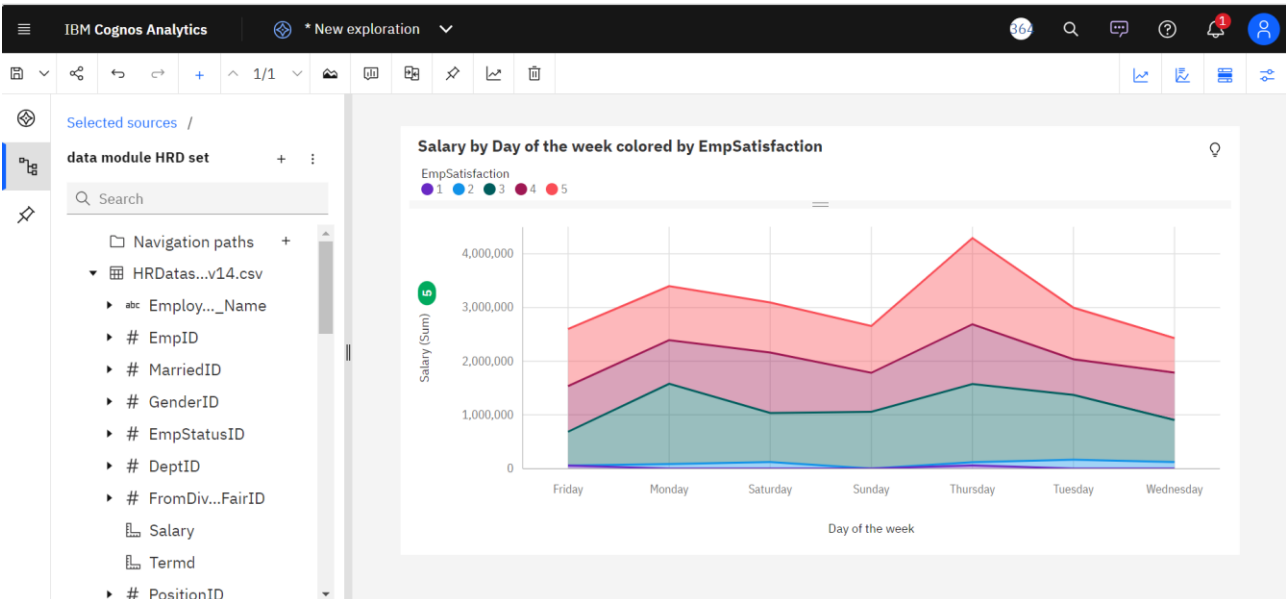 IBM Cognos Analytics
* New exploration
364
1
1/1
Selected sources /
data module HRD set
Search
Navigation paths
HRDatas...v14.csv
abc Employ..._Name
# EmpID
# MarriedID
# GenderID
# EmpStatusID
# DeptID
# FromDiv...FairID
Salary
Termd
# PositionID
Salary by Day of the week colored by EmpSatisfaction
EmpSatisfaction
1 2 3 4 5
4,000,000
3,000,000
2,000,000
1,000,000
0
5
Salary (Sum)
Friday Monday Saturday Sunday Thursday Tuesday Wednesday
Day of the week